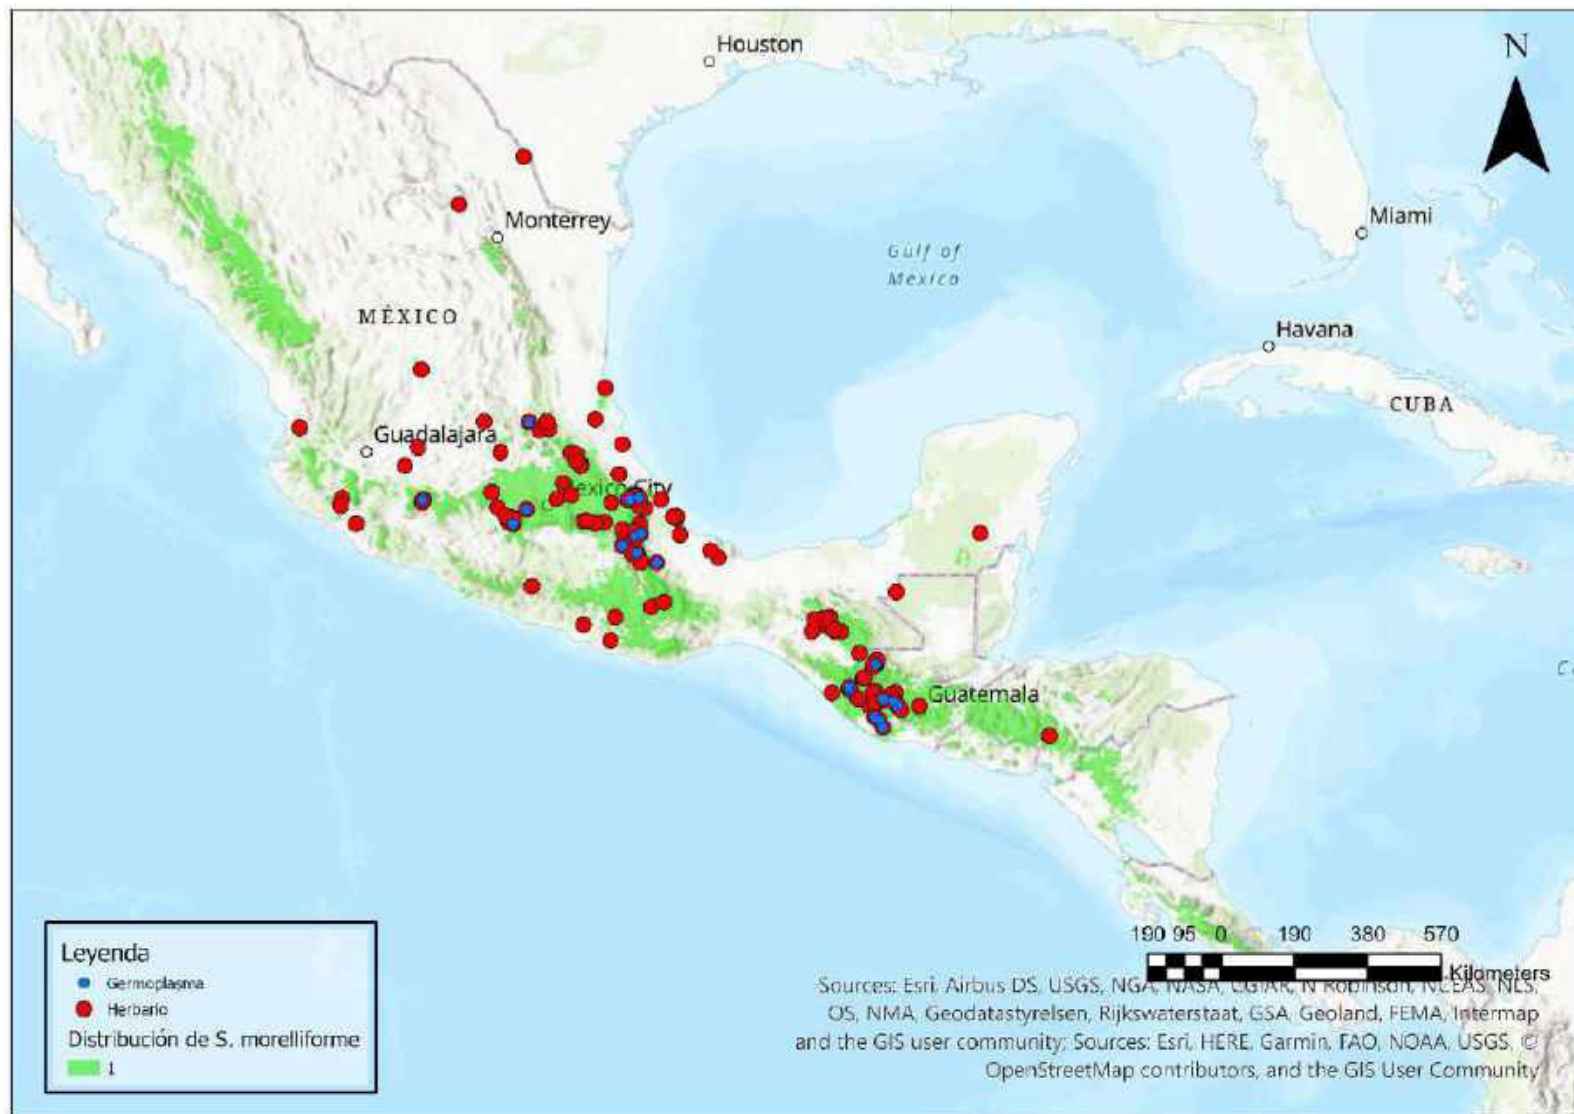 Houston
N
Monterrey
Miami
Gulf of
Mexico
MÉXICO
Havana
CUBA
Guadalajara
Mexico City
Guatemala
Leyenda
Germoplasma
Herbario
Distribución de S. morelliforme
1
190 95 0 190 380 570
Kilometers
Sources: Esri, Airbus DS, USGS, NGA, NASA, CGIAR, N Robinson, NCEAS, NLS,
OS, NMA, Geodatastyrelsen, Rijkswaterstaat, GSA, Geoland, FEMA, Intermap
and the GIS user community; Sources: Esri, HERE, Garmin, FAO, NOAA, USGS, ©
OpenStreetMap contributors, and the GIS User Community